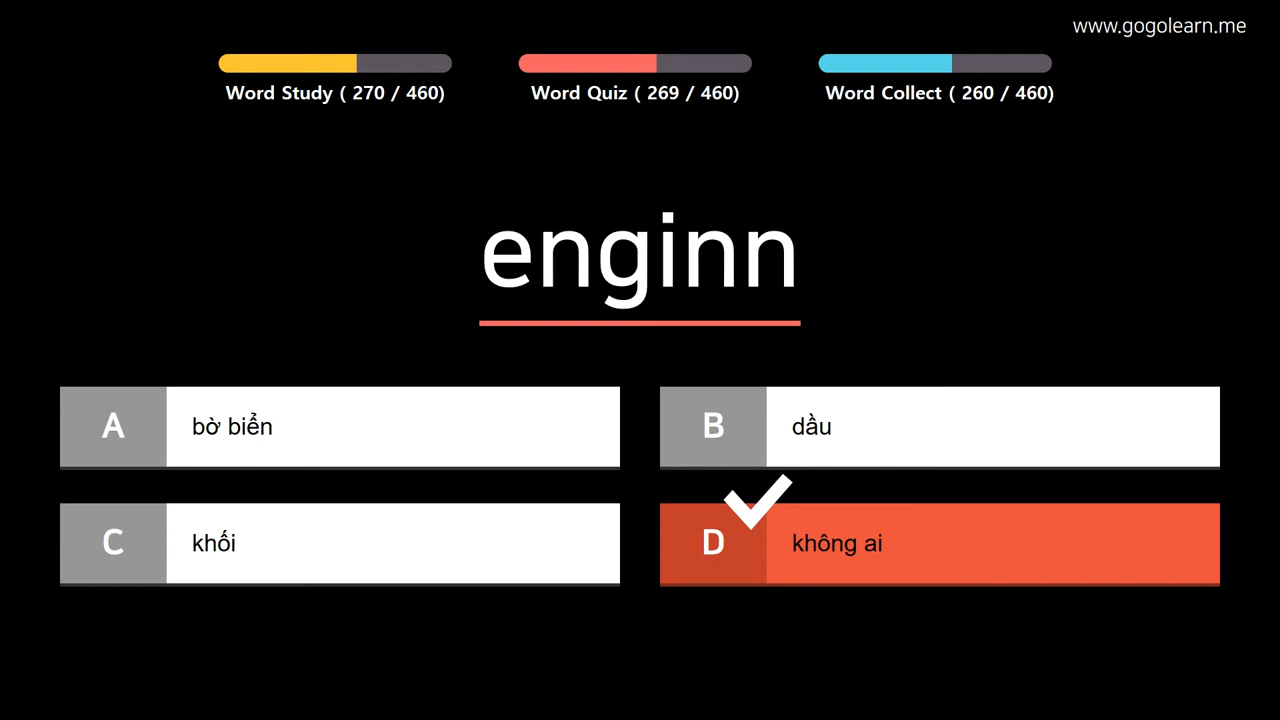 www.gogolearn.me
Word Study ( 270 / 460)
Word Quiz ( 269 / 460)
Word Collect ( 260 / 460)
enginn
A bờ biển
B dầu
C khối
D không ai